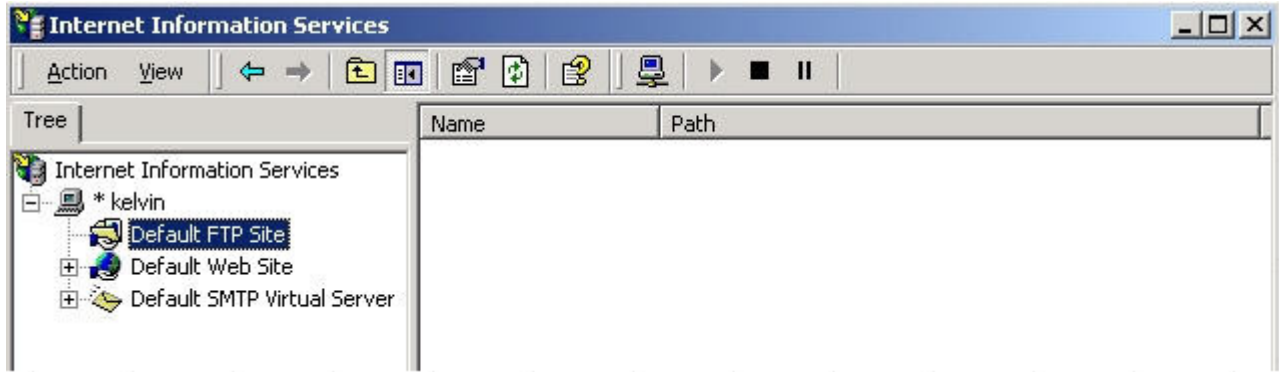 Internet Information Services
Action View
Tree
Name Path
Internet Information Services
* kelvin
Default FTP Site
Default Web Site
Default SMTP Virtual Server